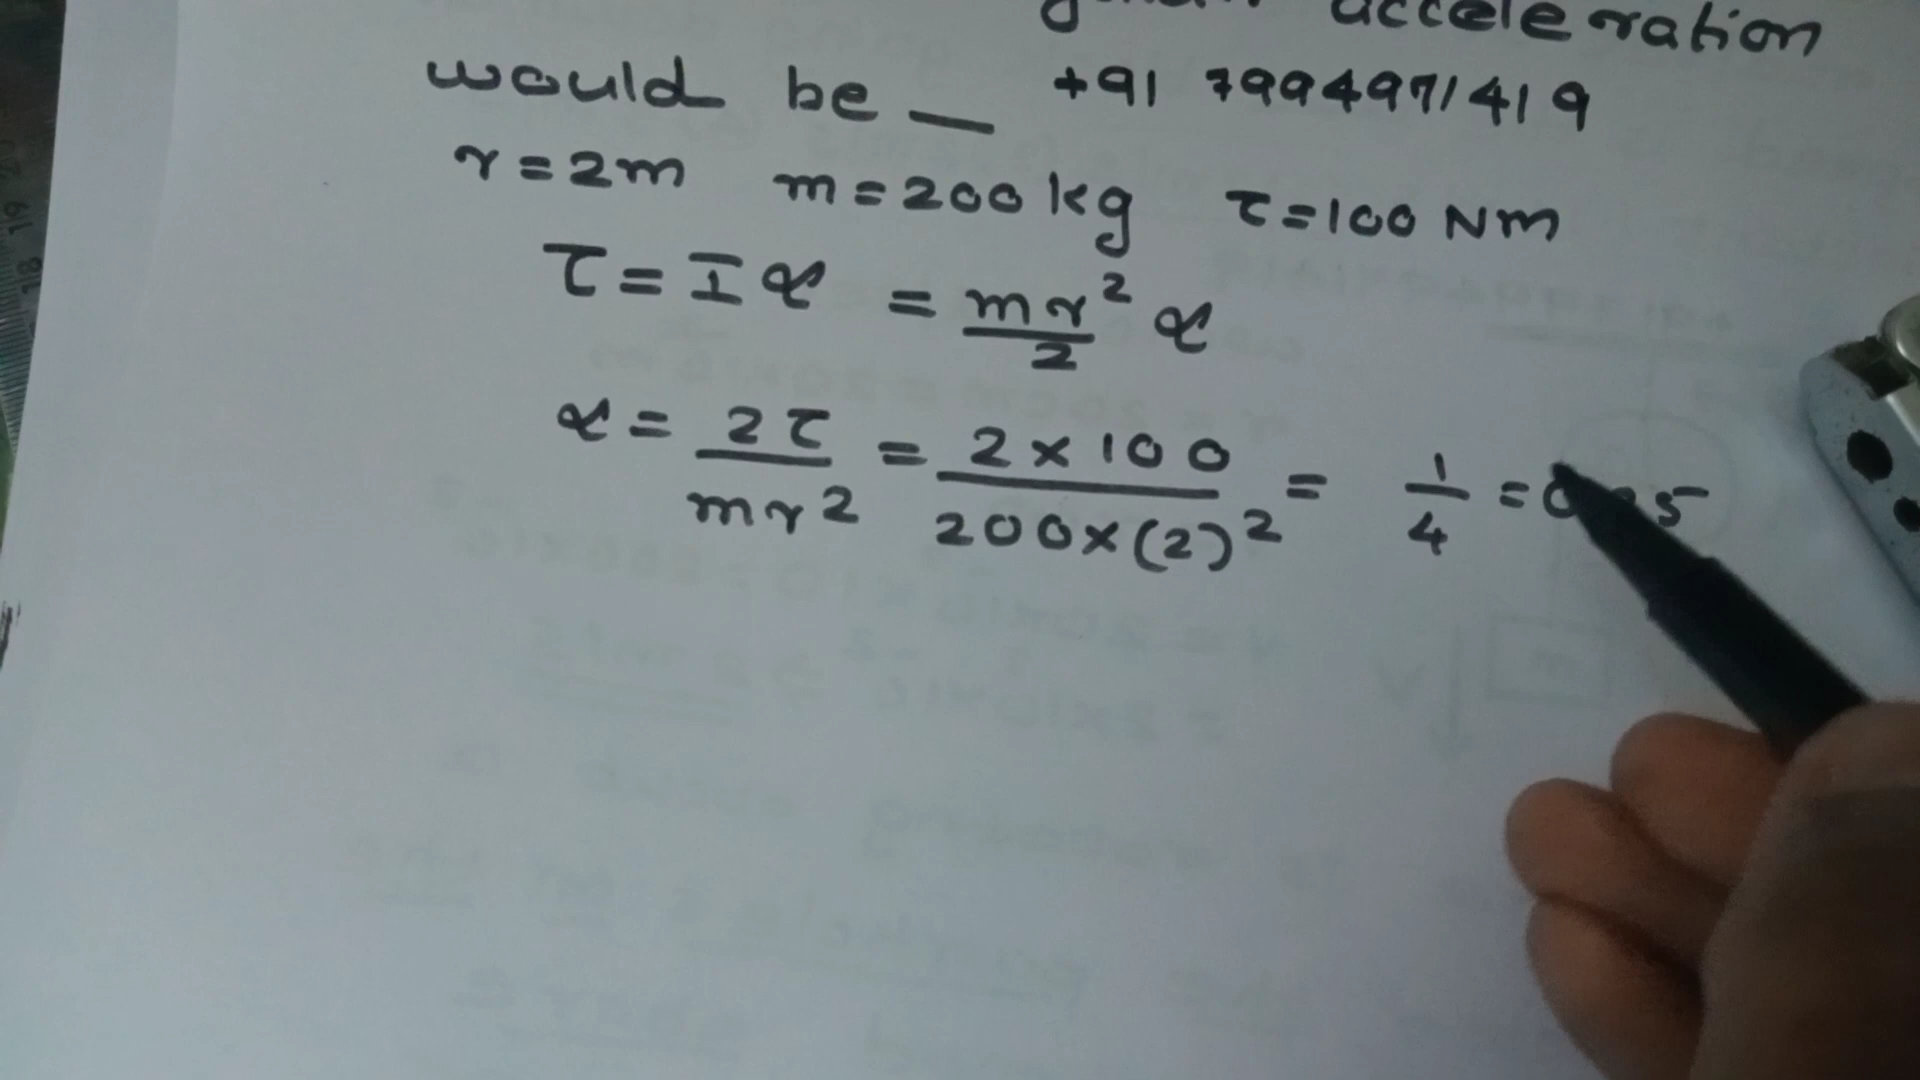 acceleration
would be — +91 7994971419
r=2m m=200 kg τ=100 Nm
τ = I α = mr²/2 α
α = 2τ/mr² = 2×100/200×(2)² = 1/4 =